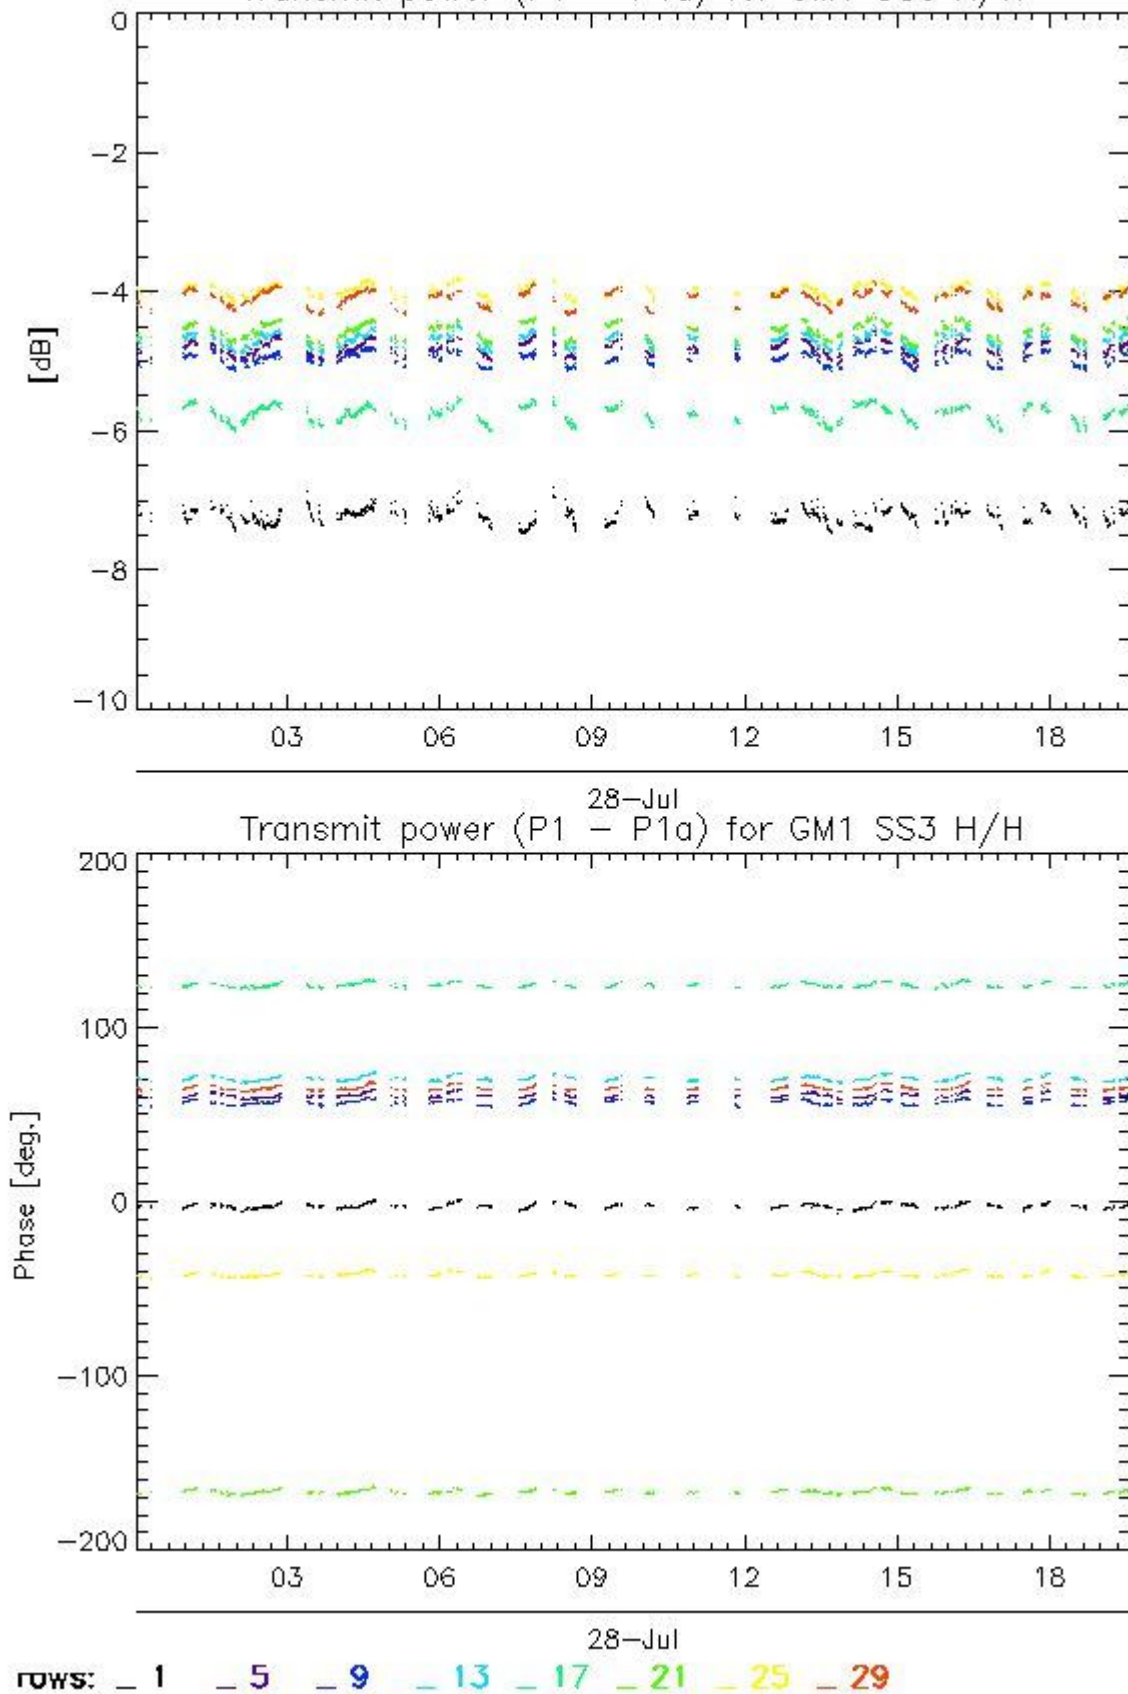 0
-2
-4
[dB]
-6
-8
-10
03 06 09 12 15 18
28-Jul
Transmit power (P1 - P1a) for GM1 SS3 H/H
200
100
Phase [deg.]
0
-100
-200
03 06 09 12 15 18
28-Jul
rows: _ 1 _ 5 _ 9 _ 13 _ 17 _ 21 _ 25 _ 29